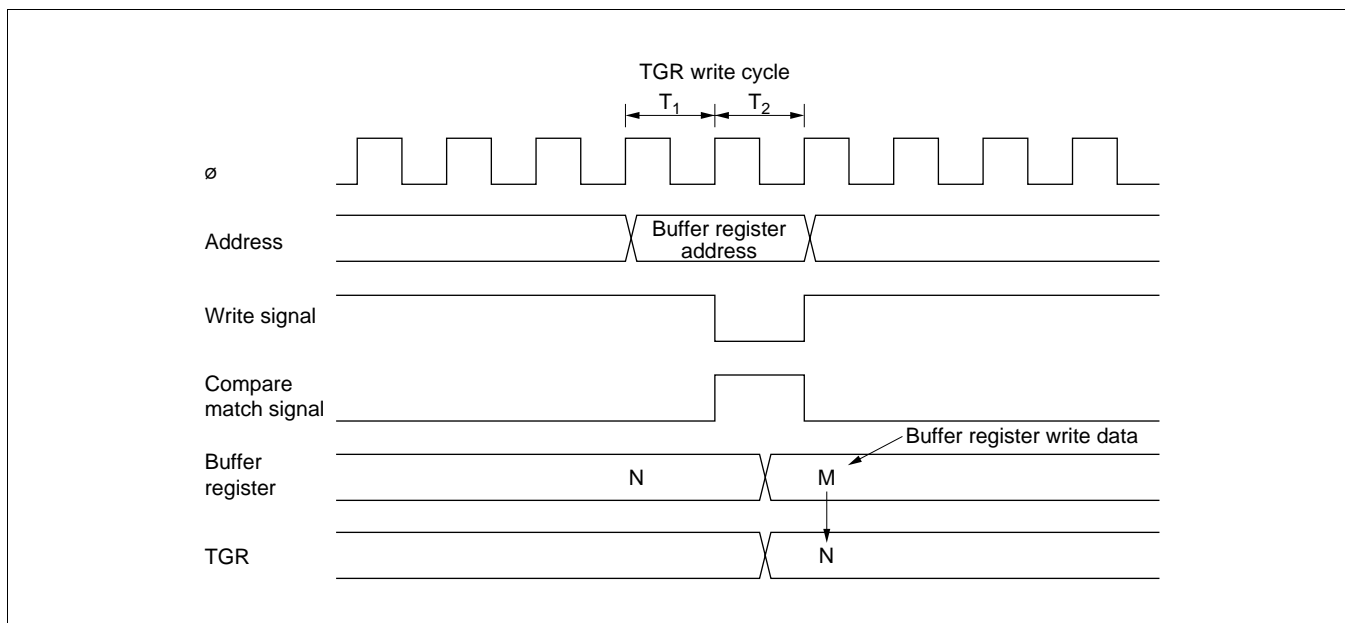 TGR write cycle
T₁ T₂
ø
Address
Buffer register
address
Write signal
Compare
match signal
Buffer register write data
Buffer
register
N M
TGR
N